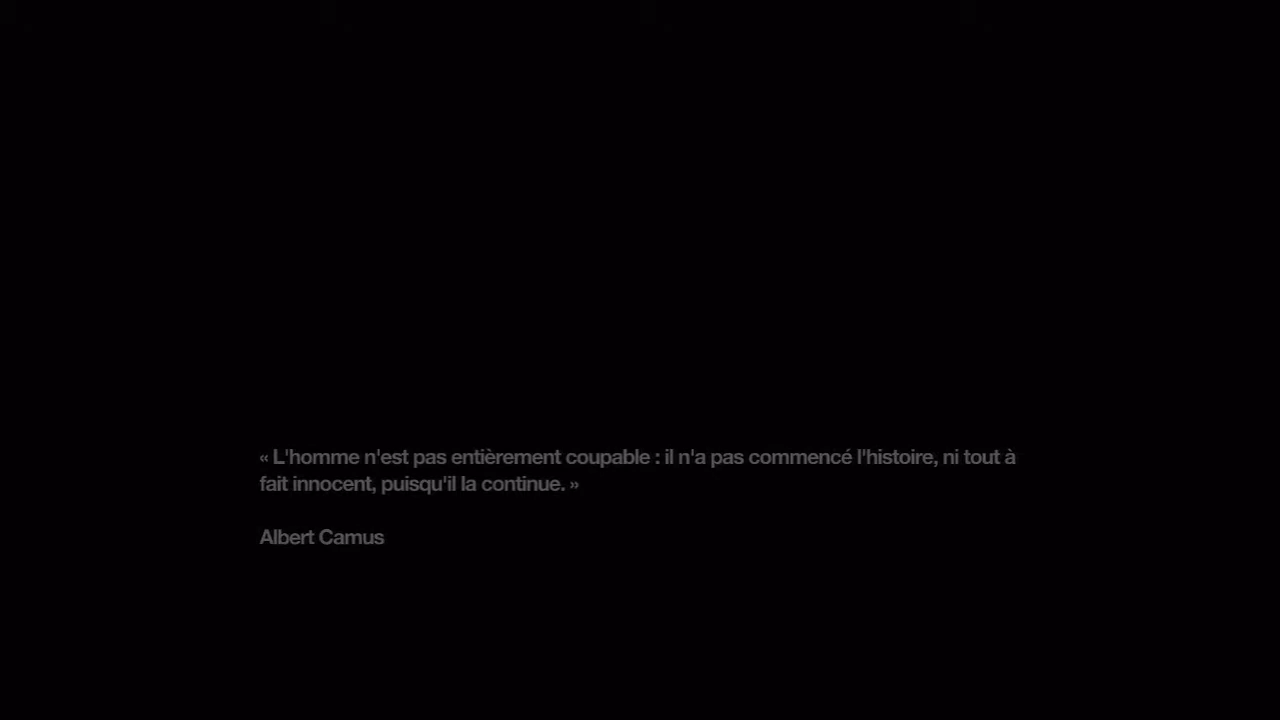 « L'homme n'est pas entièrement coupable : il n'a pas commencé l'histoire, ni tout à
fait innocent, puisqu'il la continue. »
Albert Camus